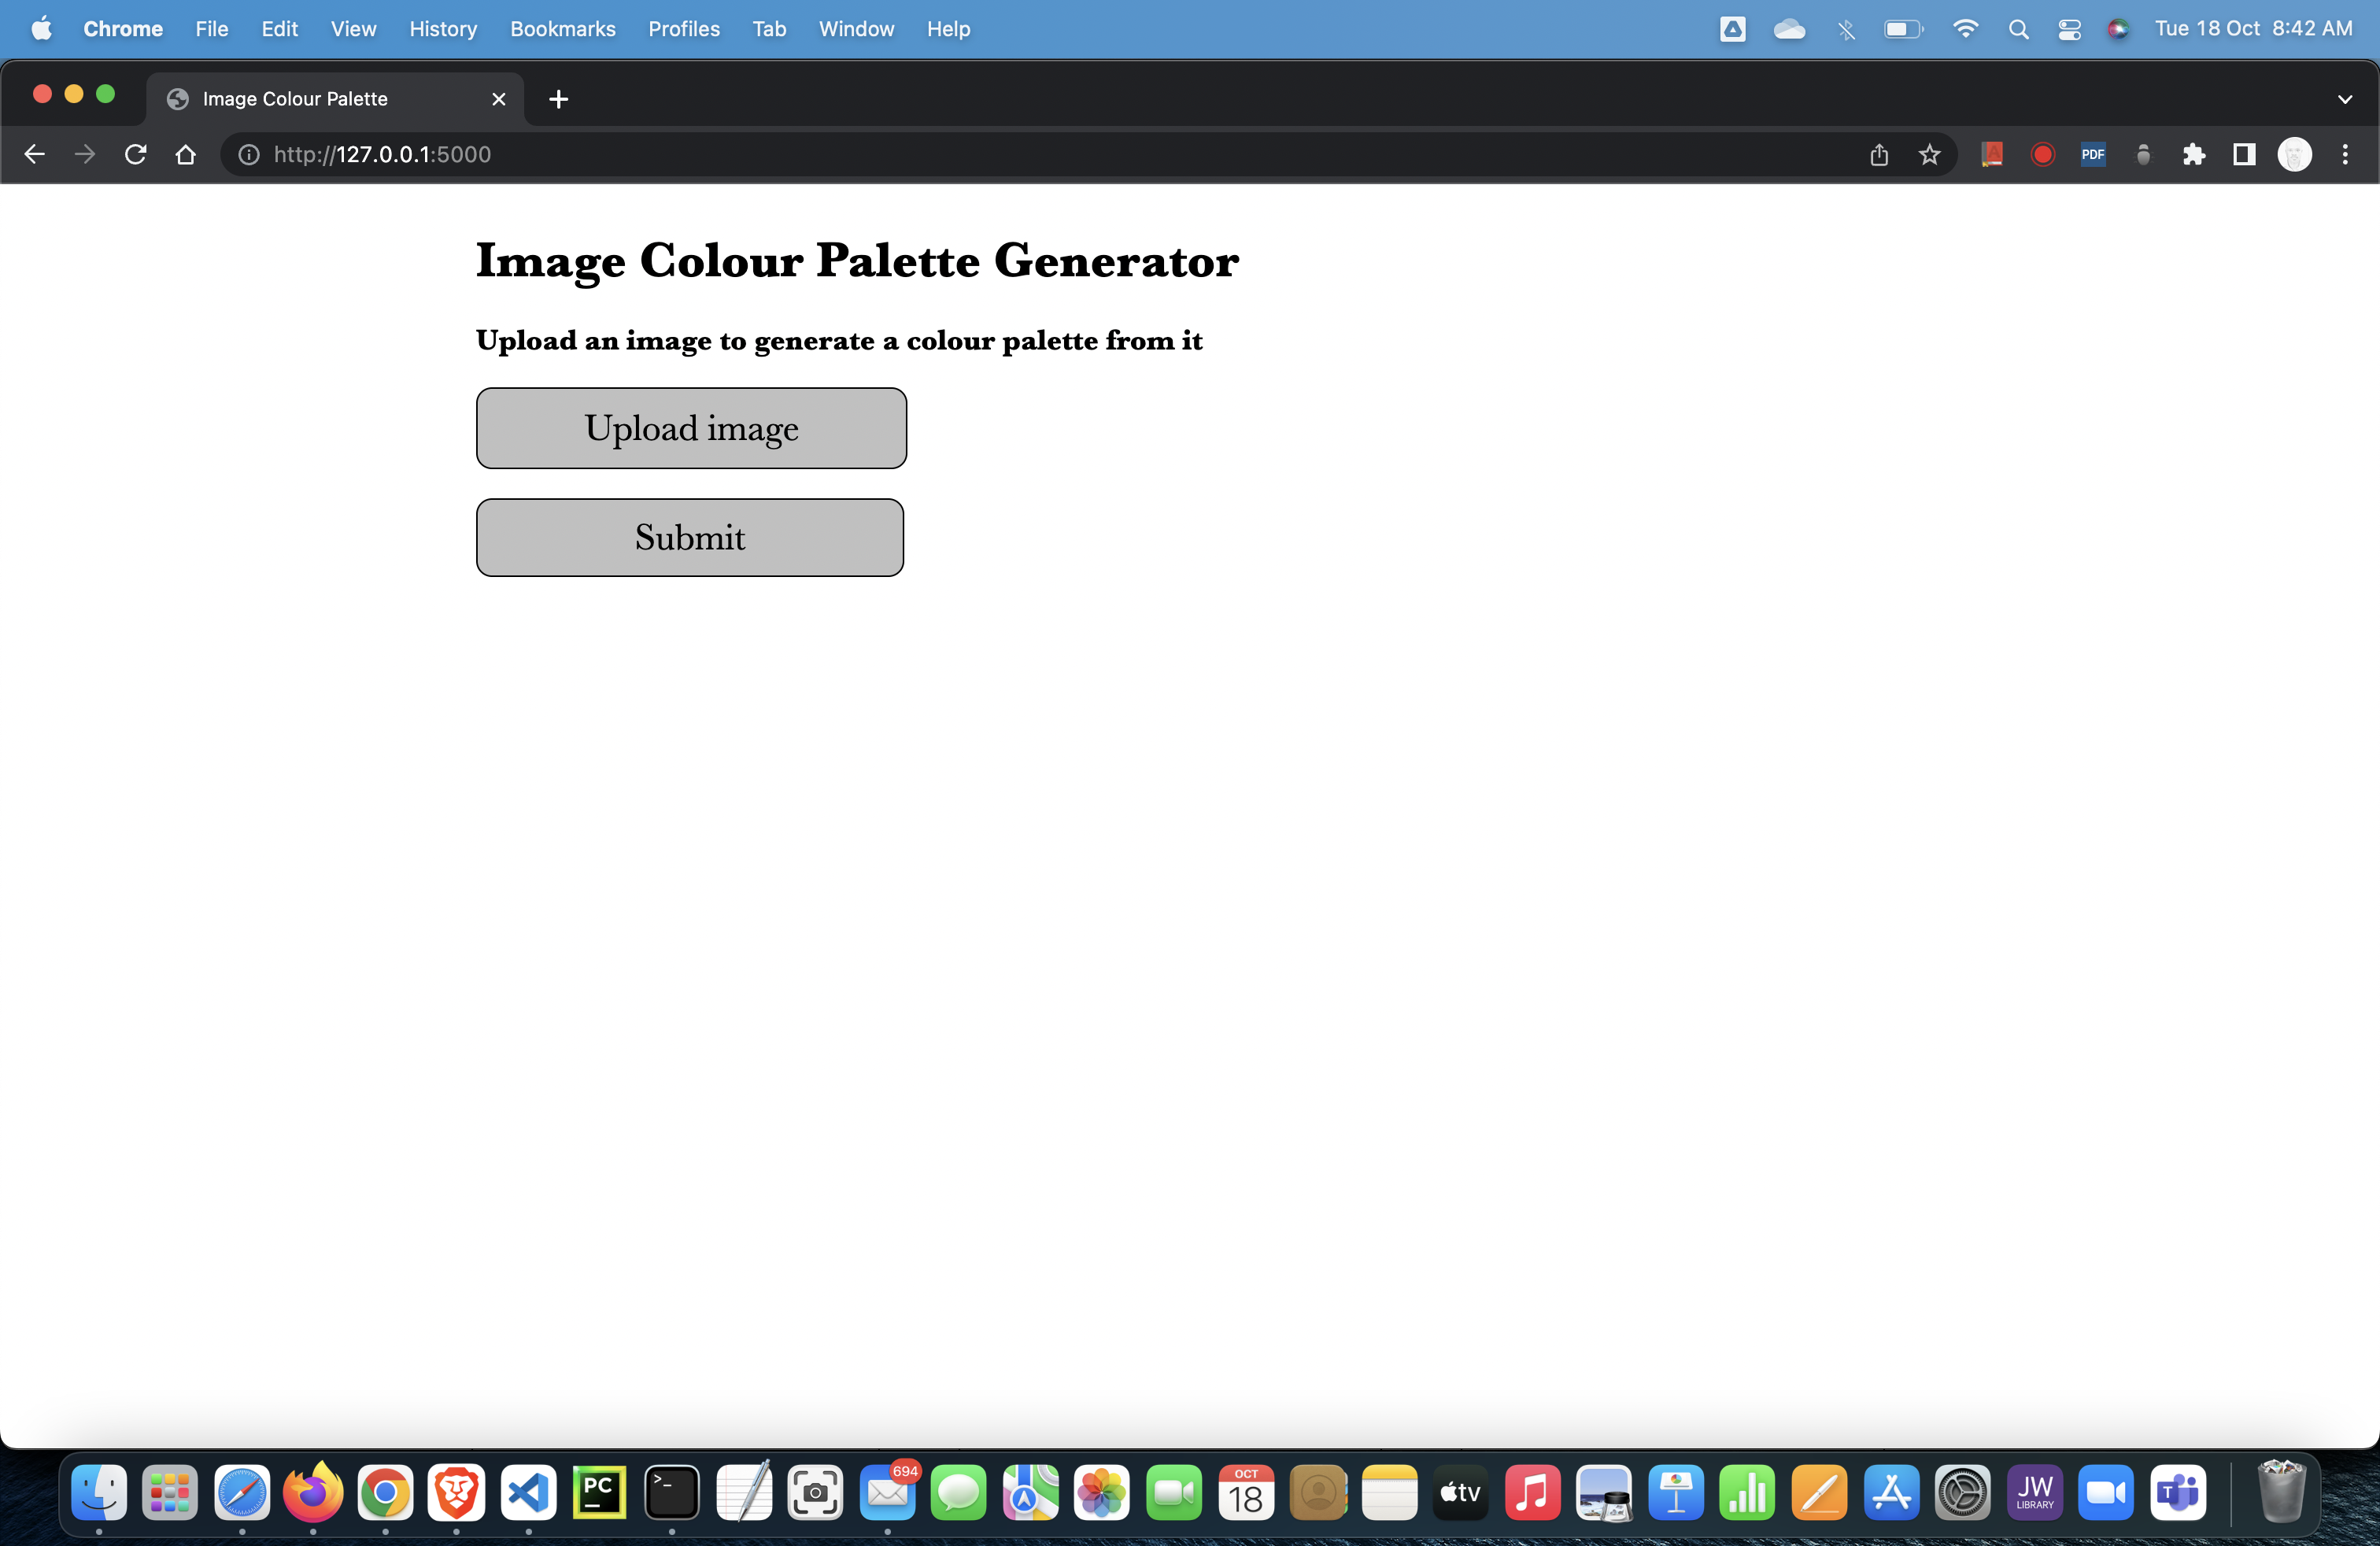 Chrome File Edit View History Bookmarks Profiles Tab Window Help Tue 18 Oct 8:42 AM
Image Colour Palette
http://127.0.0.1:5000 PDF
Image Colour Palette Generator
Upload an image to generate a colour palette from it
Upload image
Submit
PC >_ 694 OCT 18 tv JW LIBRARY T